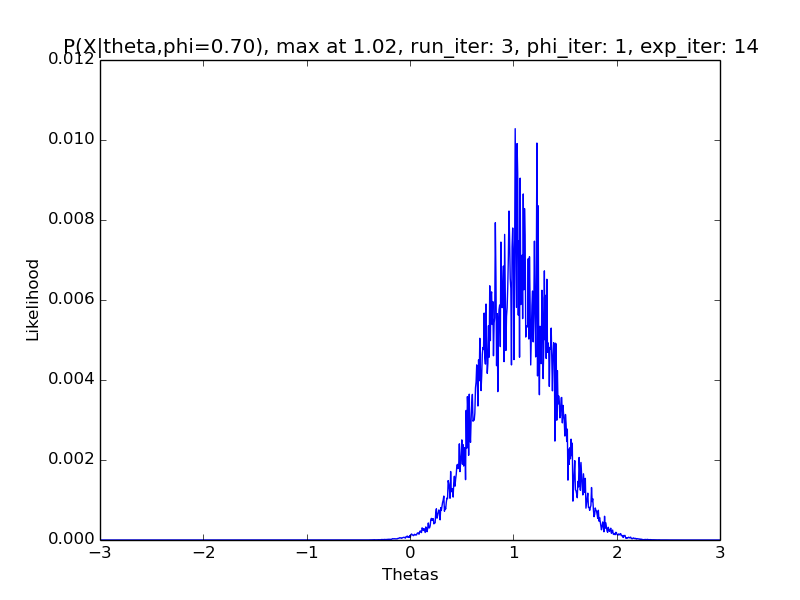 P(X|theta,phi=0.70), max at 1.02, run_iter: 3, phi_iter: 1, exp_iter: 14
0.012
0.010
0.008
0.006
0.004
0.002
0.000
Likelihood
−3 −2 −1 0 1 2 3
Thetas